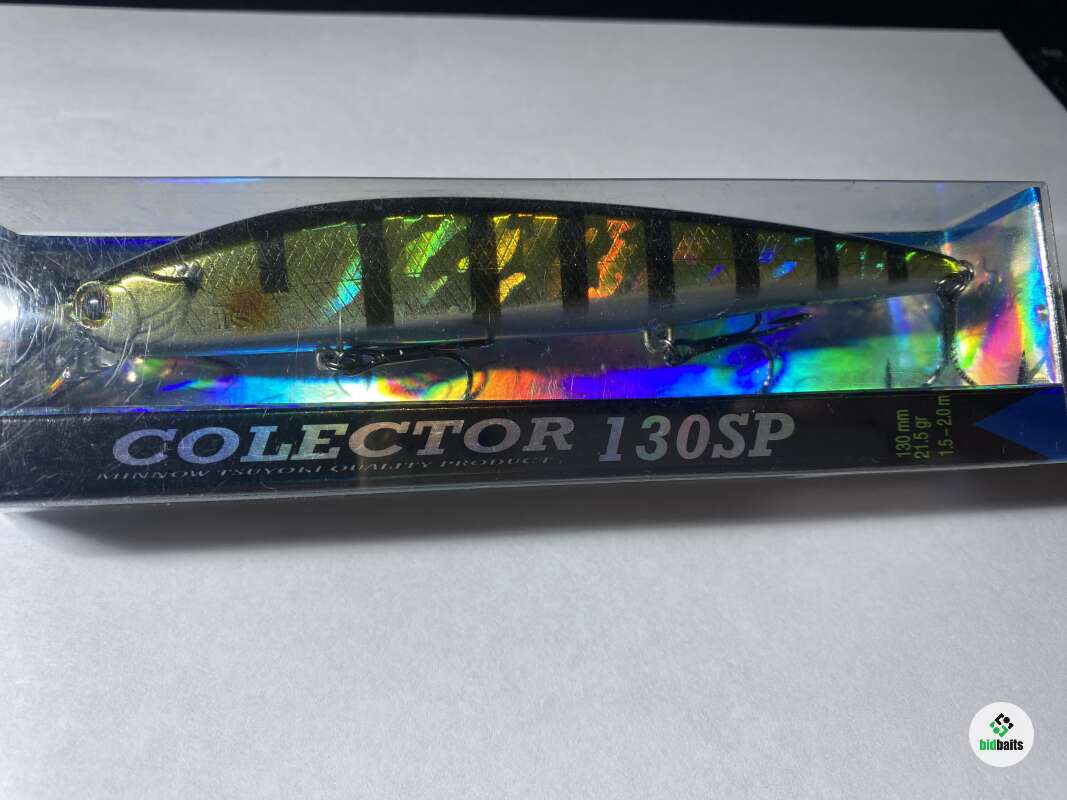 COLECTOR 130SP
MINNOW TSUYOKI QUALITY PRODUCT
130 mm
21.5 gr
1.5 - 2.0 m
bidbaits